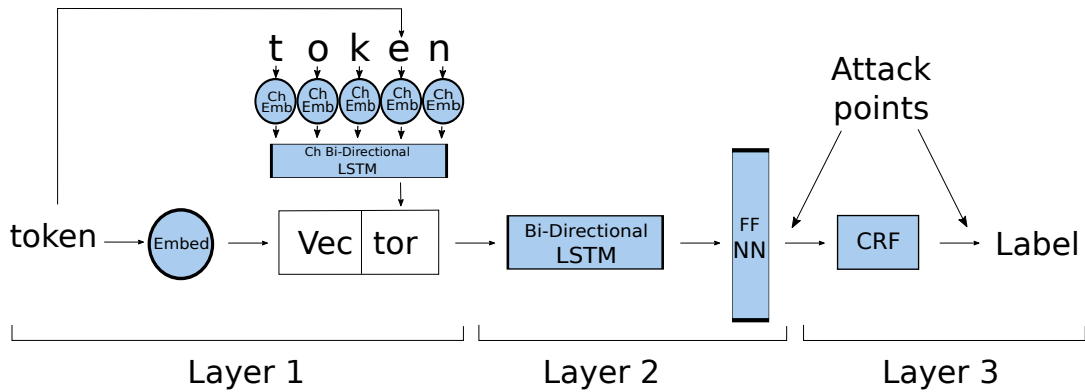 t o k e n
Ch Emb
Ch Emb
Ch Emb
Ch Emb
Ch Emb
Ch Bi-Directional
LSTM
Attack
points
token
Embed
Vec tor
Bi-Directional
LSTM
FF
NN
CRF
Label
Layer 1
Layer 2
Layer 3